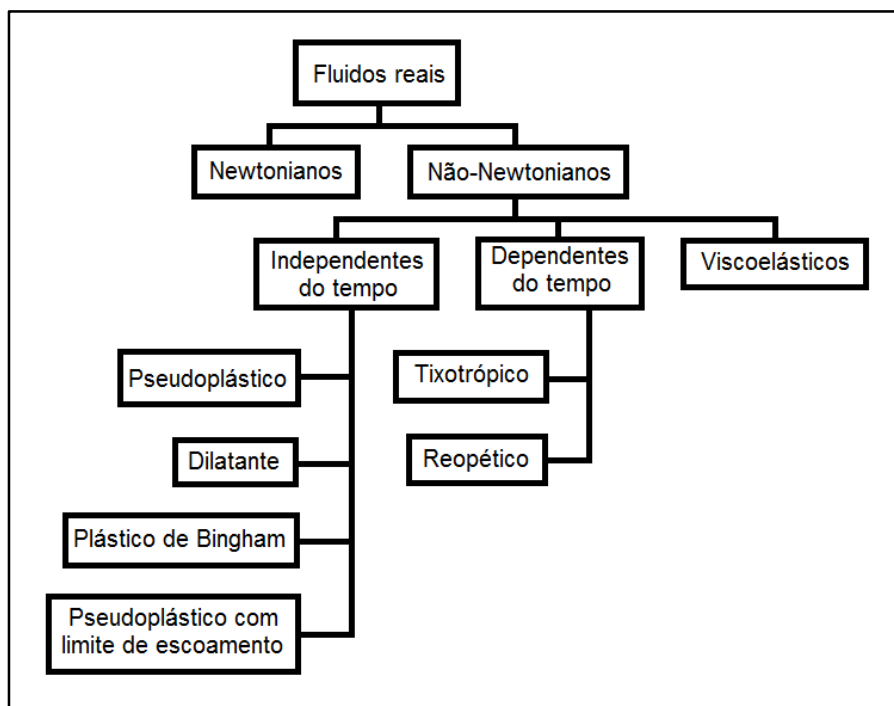 Fluidos reais
Newtonianos
Não-Newtonianos
Independentes
do tempo
Dependentes
do tempo
Viscoelásticos
Pseudoplástico
Tixotrópico
Dilatante
Reopético
Plástico de Bingham
Pseudoplástico com
limite de escoamento